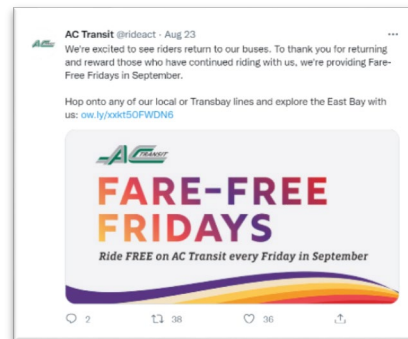 AC Transit @rideact · Aug 23
We're excited to see riders return to our buses. To thank you for returning
and reward those who have continued riding with us, we're providing Fare-
Free Fridays in September.
Hop onto any of our local or Transbay lines and explore the East Bay with
us: ow.ly/xxkt50FWDN6
AC TRANSIT
FARE-FREE
FRIDAYS
Ride FREE on AC Transit every Friday in September
2 38 36